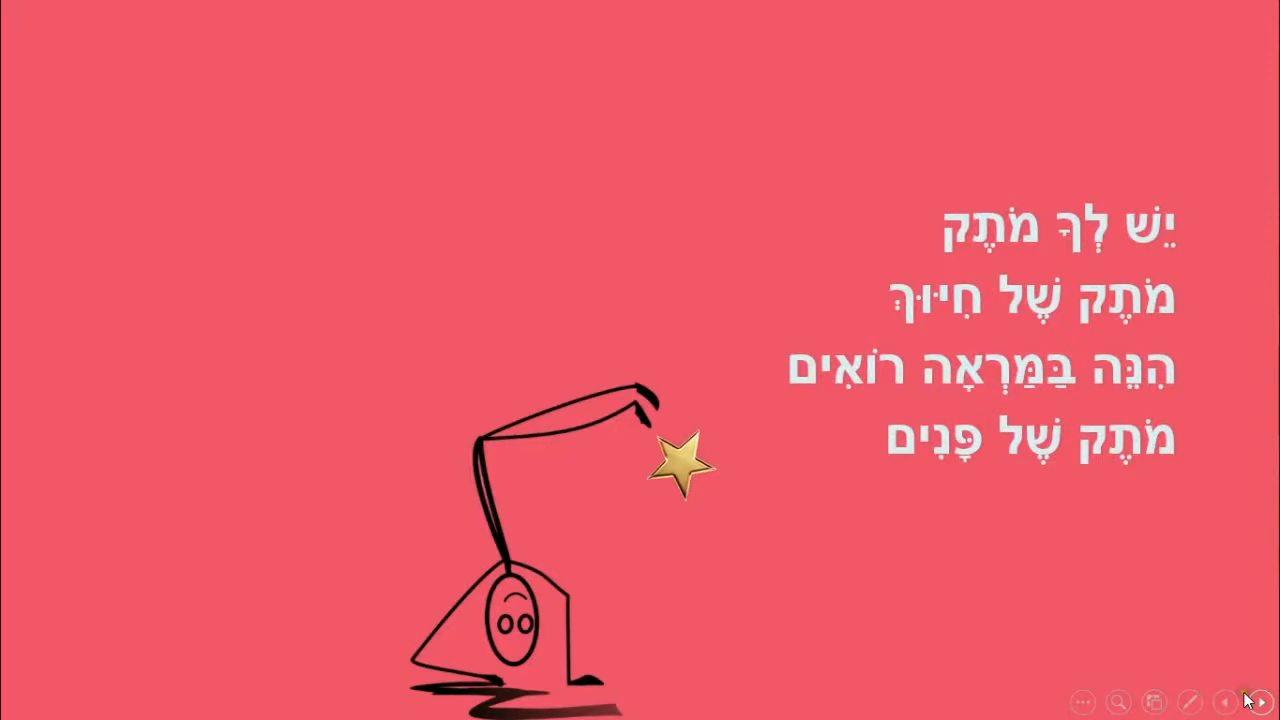 יֵשׁ לְךָ מֹתֶק
מֹתֶק שֶׁל חִיּוּךְ
הִנֵּה בַּמַּרְאָה רוֹאִים
מֹתֶק שֶׁל פָּנִים